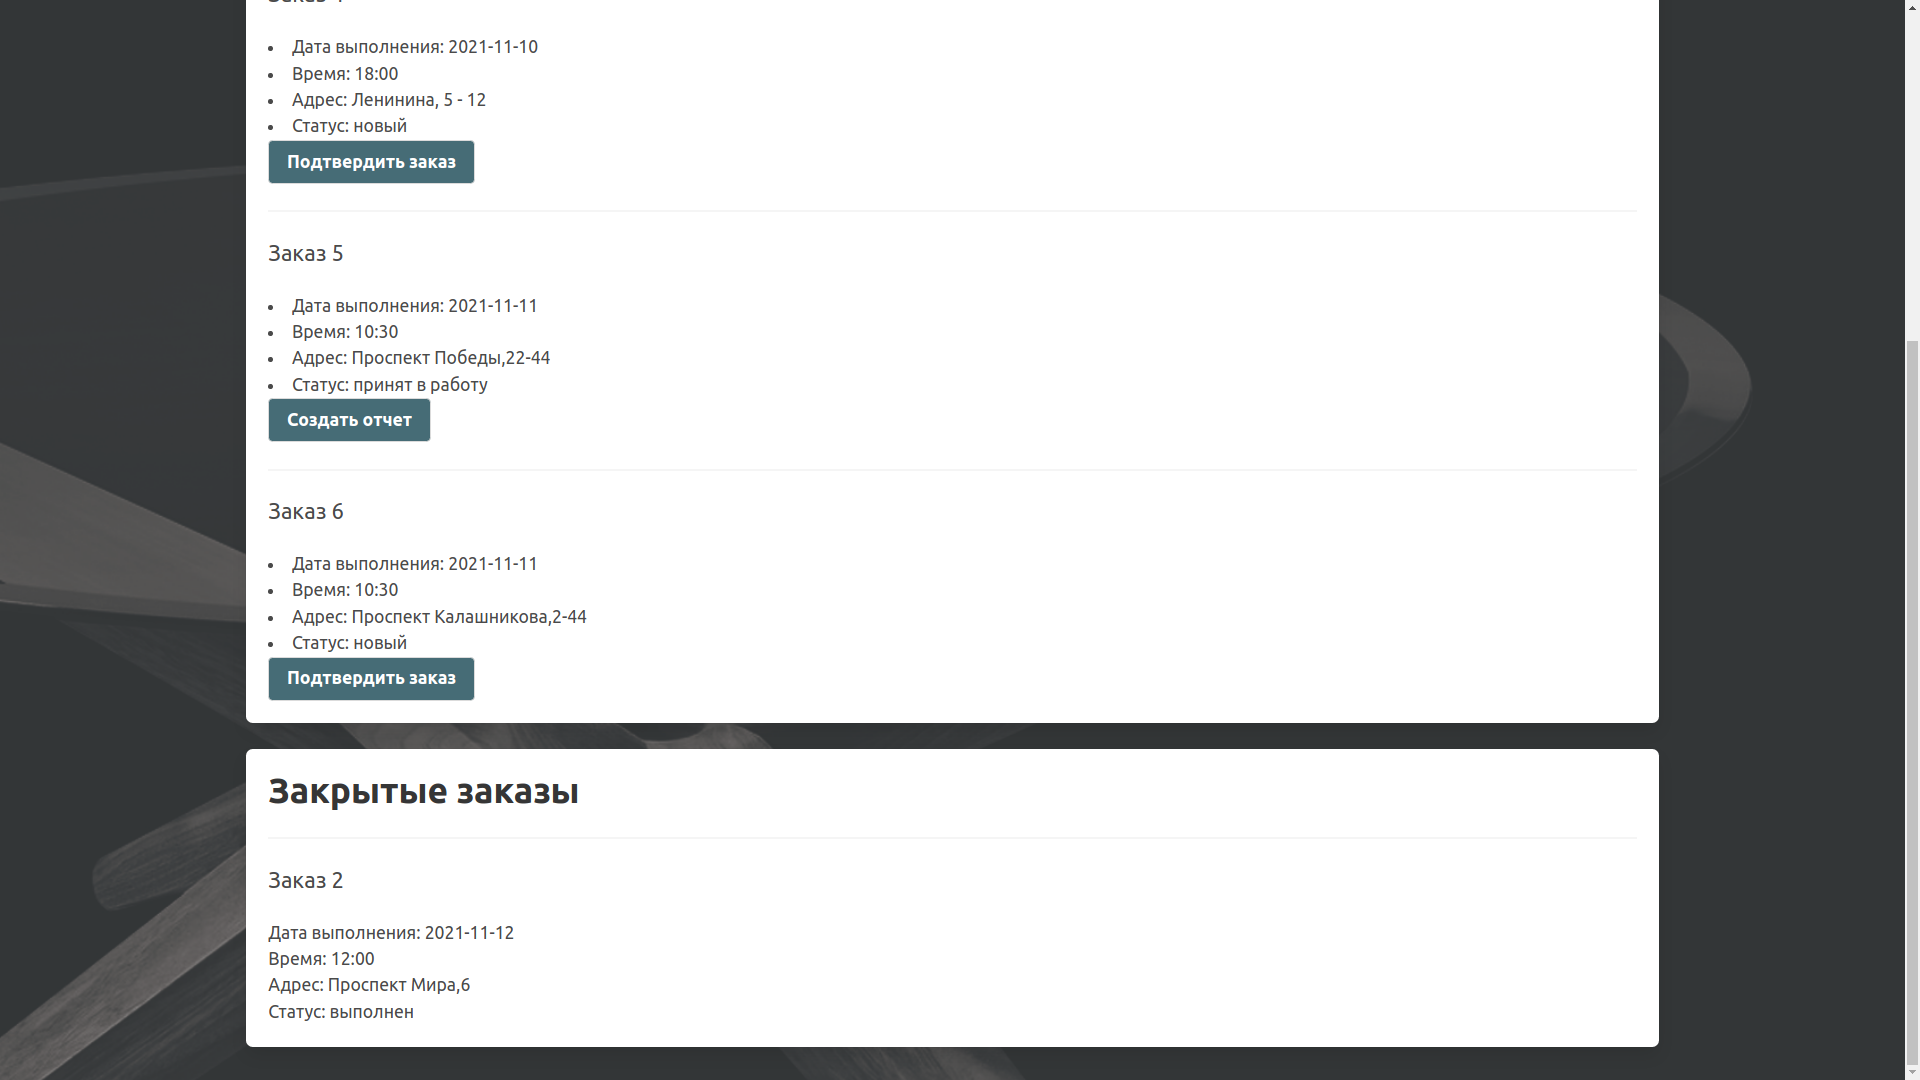 Дата выполнения: 2021-11-10
Время: 18:00
Адрес: Ленинина, 5 - 12
Статус: новый
Подтвердить заказ
Заказ 5
Дата выполнения: 2021-11-11
Время: 10:30
Адрес: Проспект Победы,22-44
Статус: принят в работу
Создать отчет
Заказ 6
Дата выполнения: 2021-11-11
Время: 10:30
Адрес: Проспект Калашникова,2-44
Статус: новый
Подтвердить заказ
Закрытые заказы
Заказ 2
Дата выполнения: 2021-11-12
Время: 12:00
Адрес: Проспект Мира,6
Статус: выполнен